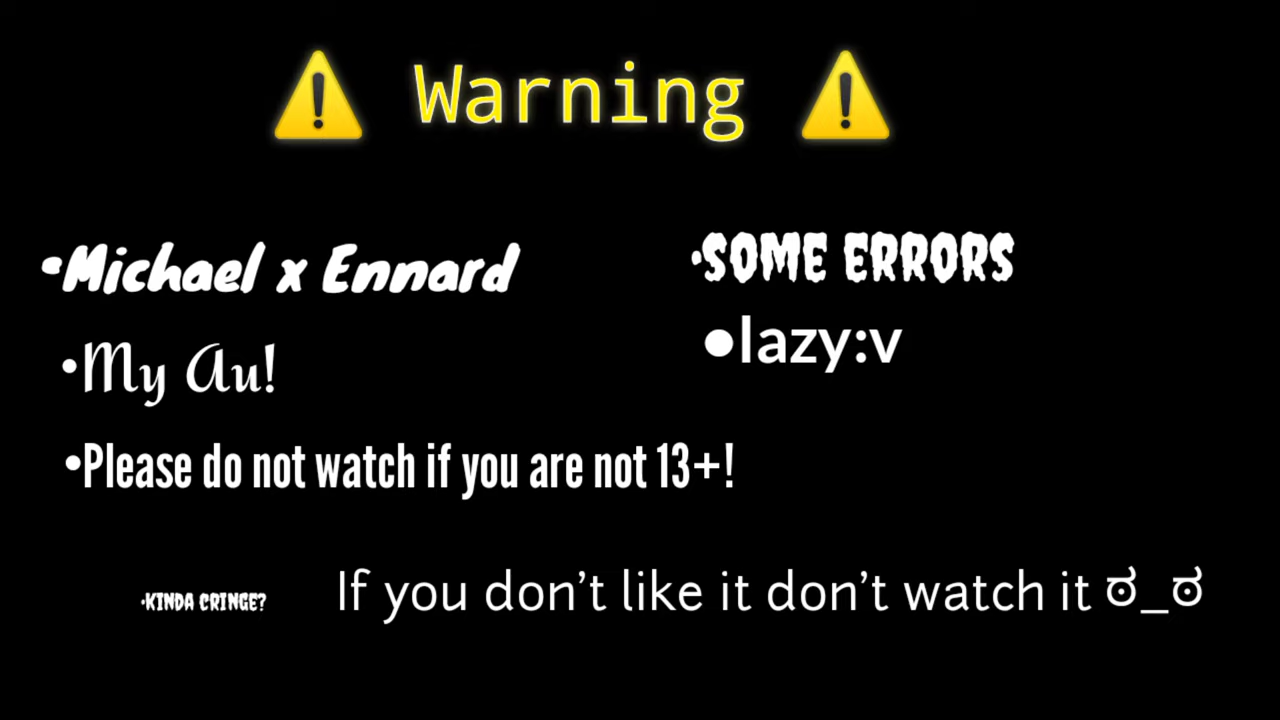 ⚠️ Warning ⚠️
•Michael x Ennard
•SOME ERRORS
•My Au!
●lazy:v
•Please do not watch if you are not 13+!
•KINDA CRINGE?
If you don't like it don't watch it ಠ_ಠ